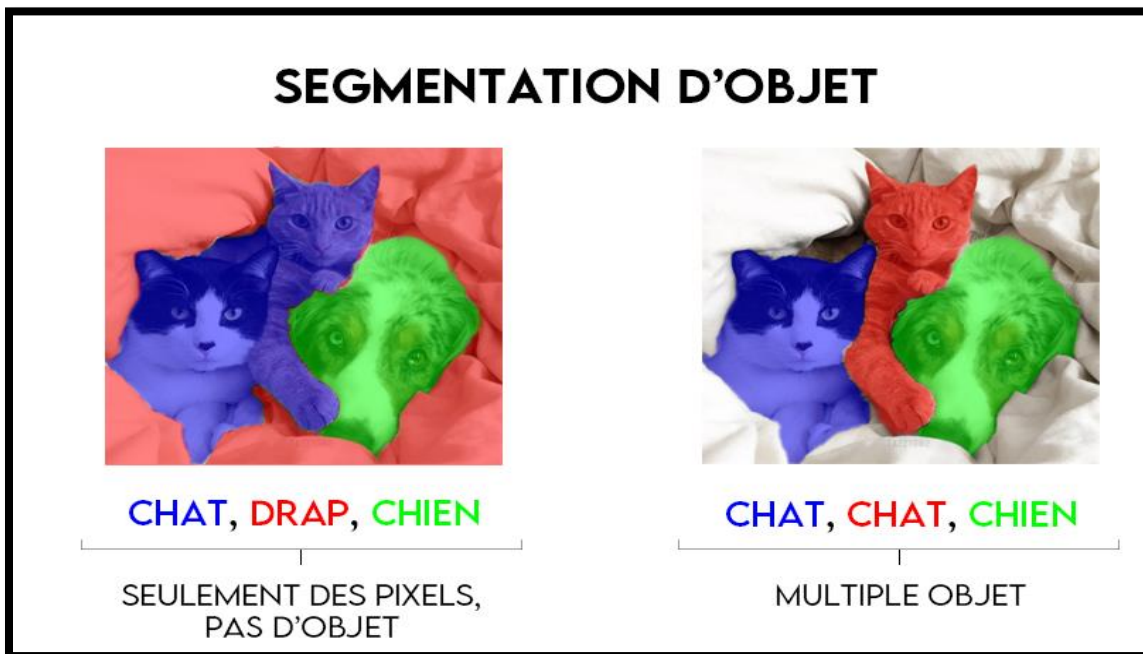 SEGMENTATION D'OBJET
CHAT, DRAP, CHIEN
SEULEMENT DES PIXELS,
PAS D'OBJET
CHAT, CHAT, CHIEN
MULTIPLE OBJET